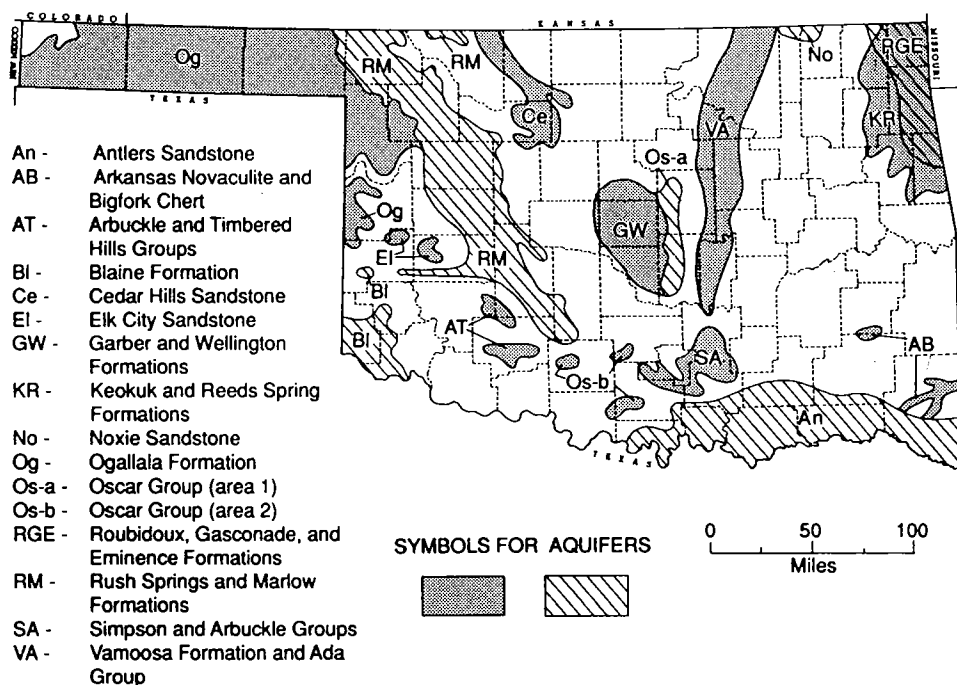 COLORADO
KANSAS
MISSOURI
TEXAS
Og
RM
RM
No
RGE
Ce
VA
KR
Os-a
Og
GW
El
RM
Bl
Bl
AT
SA
AB
Os-b
An
TEXAS
An - Antlers Sandstone
AB - Arkansas Novaculite and
Bigfork Chert
AT - Arbuckle and Timbered
Hills Groups
Bl - Blaine Formation
Ce - Cedar Hills Sandstone
El - Elk City Sandstone
GW - Garber and Wellington
Formations
KR - Keokuk and Reeds Spring
Formations
No - Noxie Sandstone
Og - Ogallala Formation
Os-a - Oscar Group (area 1)
Os-b - Oscar Group (area 2)
RGE - Roubidoux, Gasconade, and
Eminence Formations
RM - Rush Springs and Marlow
Formations
SA - Simpson and Arbuckle Groups
VA - Vamoosa Formation and Ada
Group
SYMBOLS FOR AQUIFERS
0 50 100
Miles